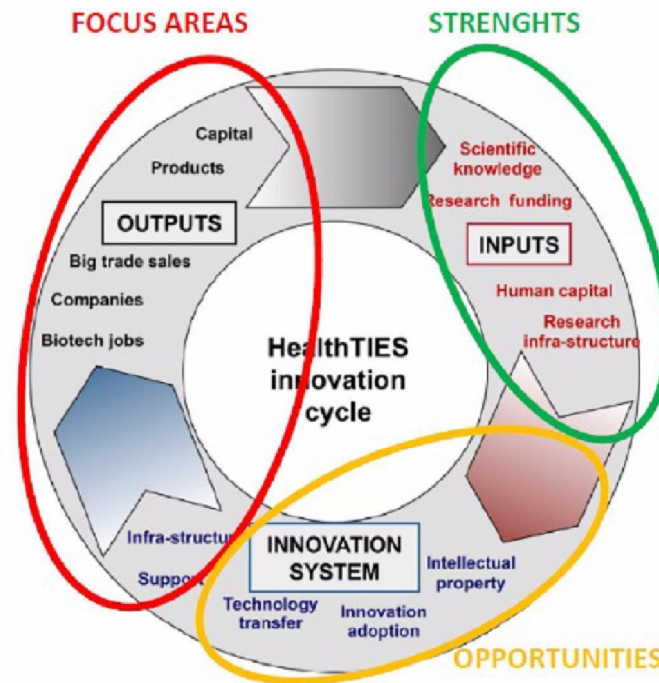 FOCUS AREAS
STRENGHTS
Capital
Products
OUTPUTS
Big trade sales
Companies
Biotech jobs
Scientific
knowledge
Research funding
INPUTS
Human capital
Research
infra-structure
HealthTIES
innovation
cycle
Infra-structure
Support
INNOVATION
SYSTEM
Technology
transfer
Innovation
adoption
Intellectual
property
OPPORTUNITIES